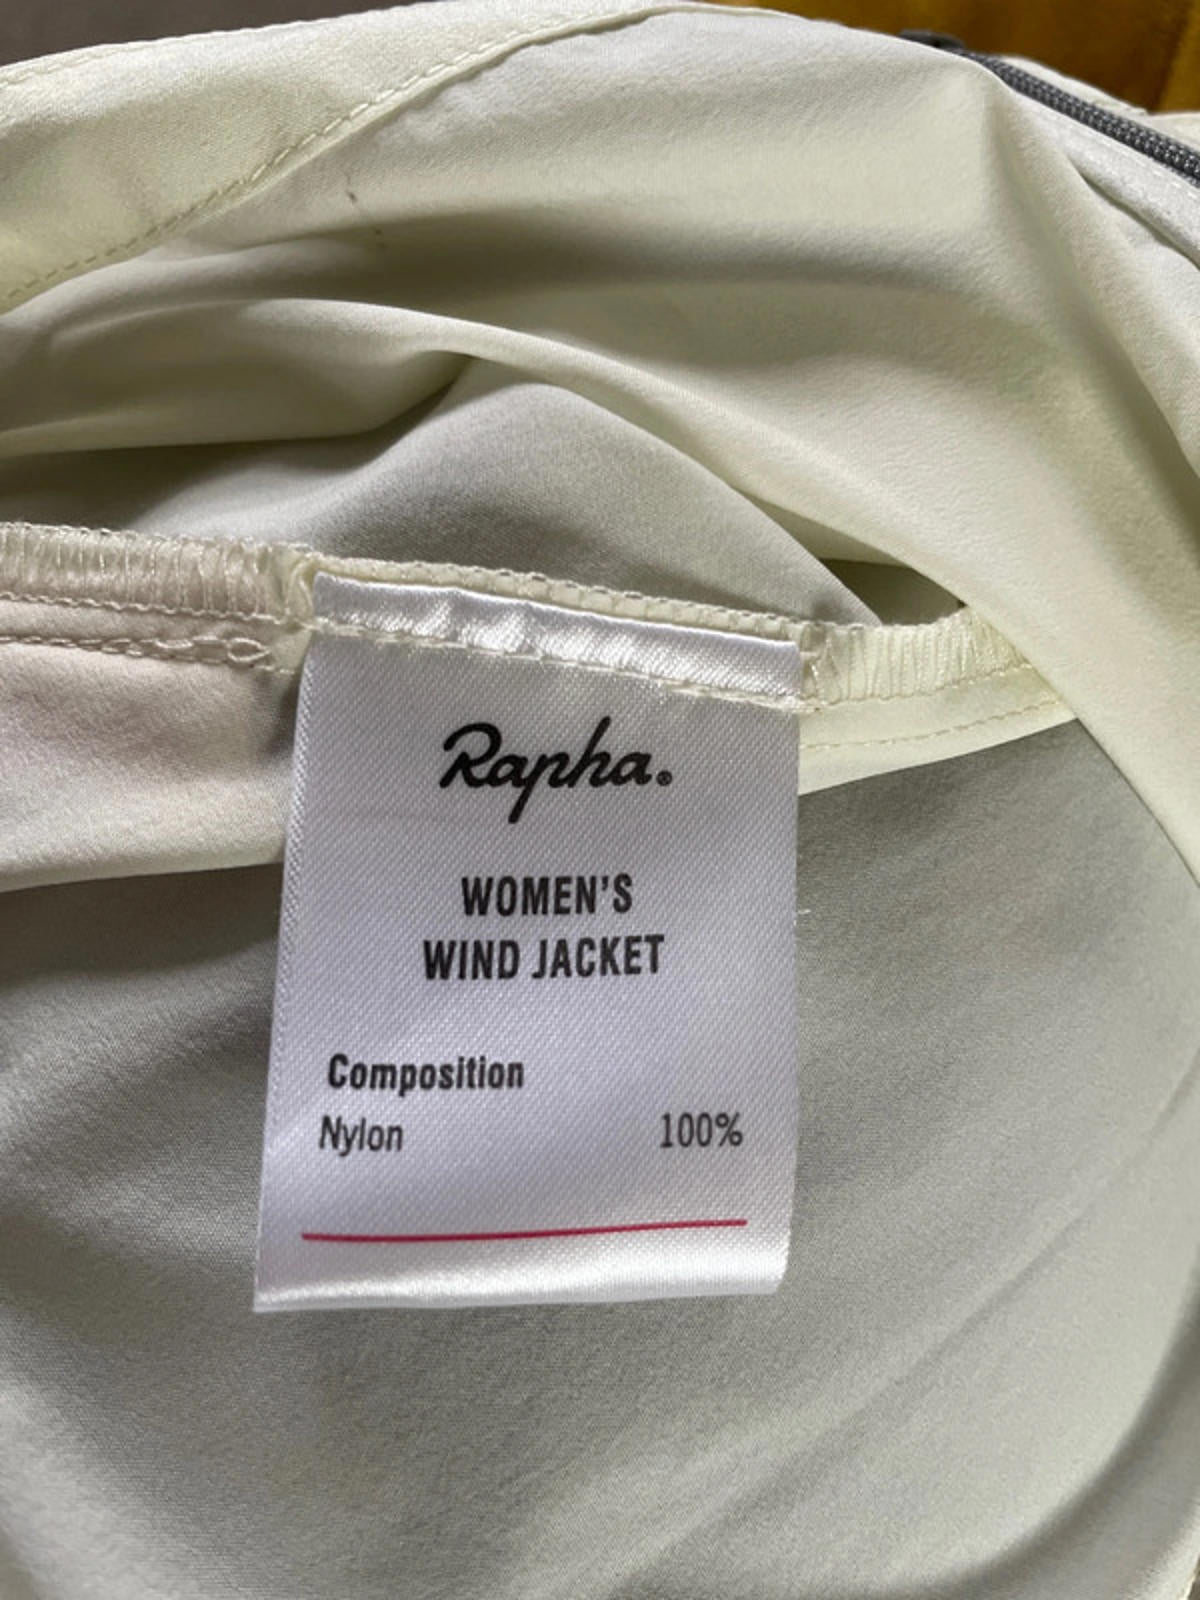 Rapha.®
WOMEN'S
WIND JACKET
Composition
Nylon 100%